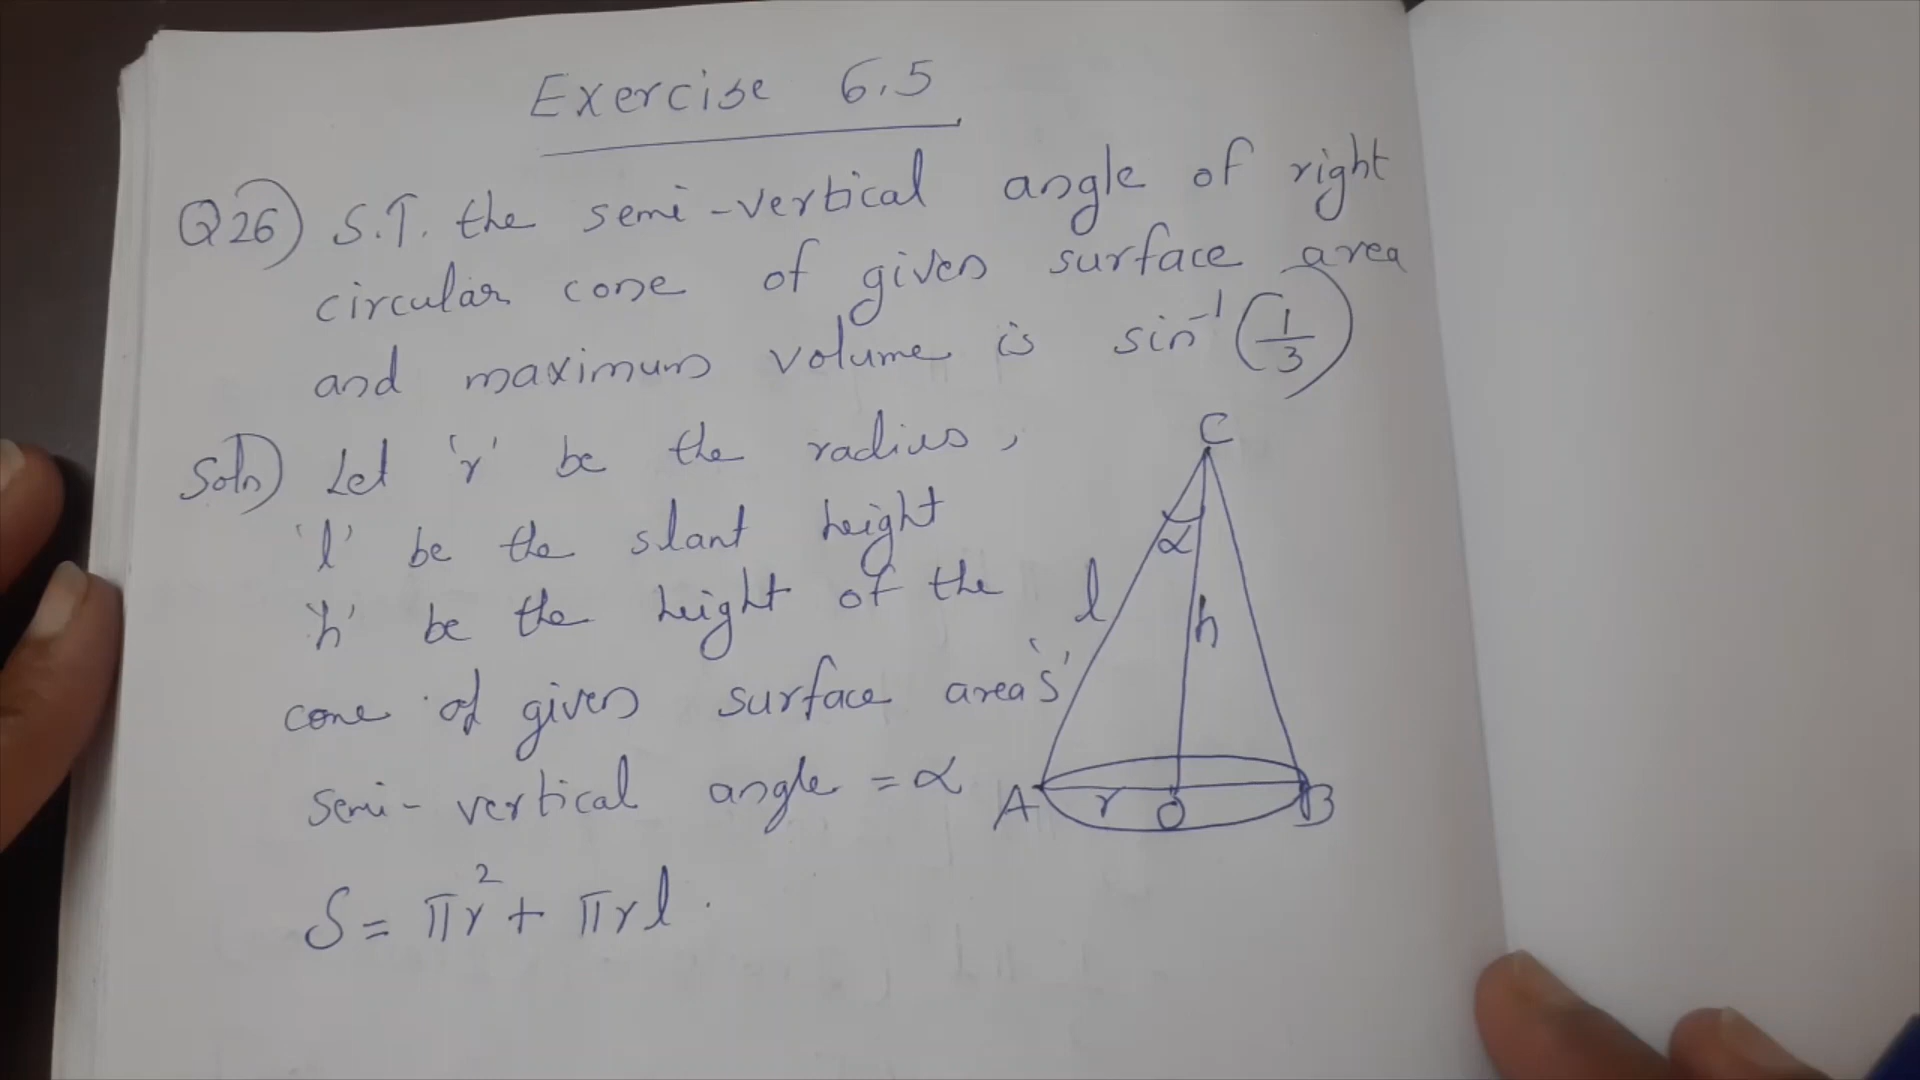 Exercise 6.5
Q26) S.T. the semi-vertical angle of right
circular cone of given surface area
and maximum volume is sin⁻¹(1/3)
Soln) Let 'r' be the radius,
'l' be the slant height
'h' be the height of the
cone of given surface area 'S'
semi-vertical angle = α
S = πr² + πrl.
C
α
l
h
A r O B